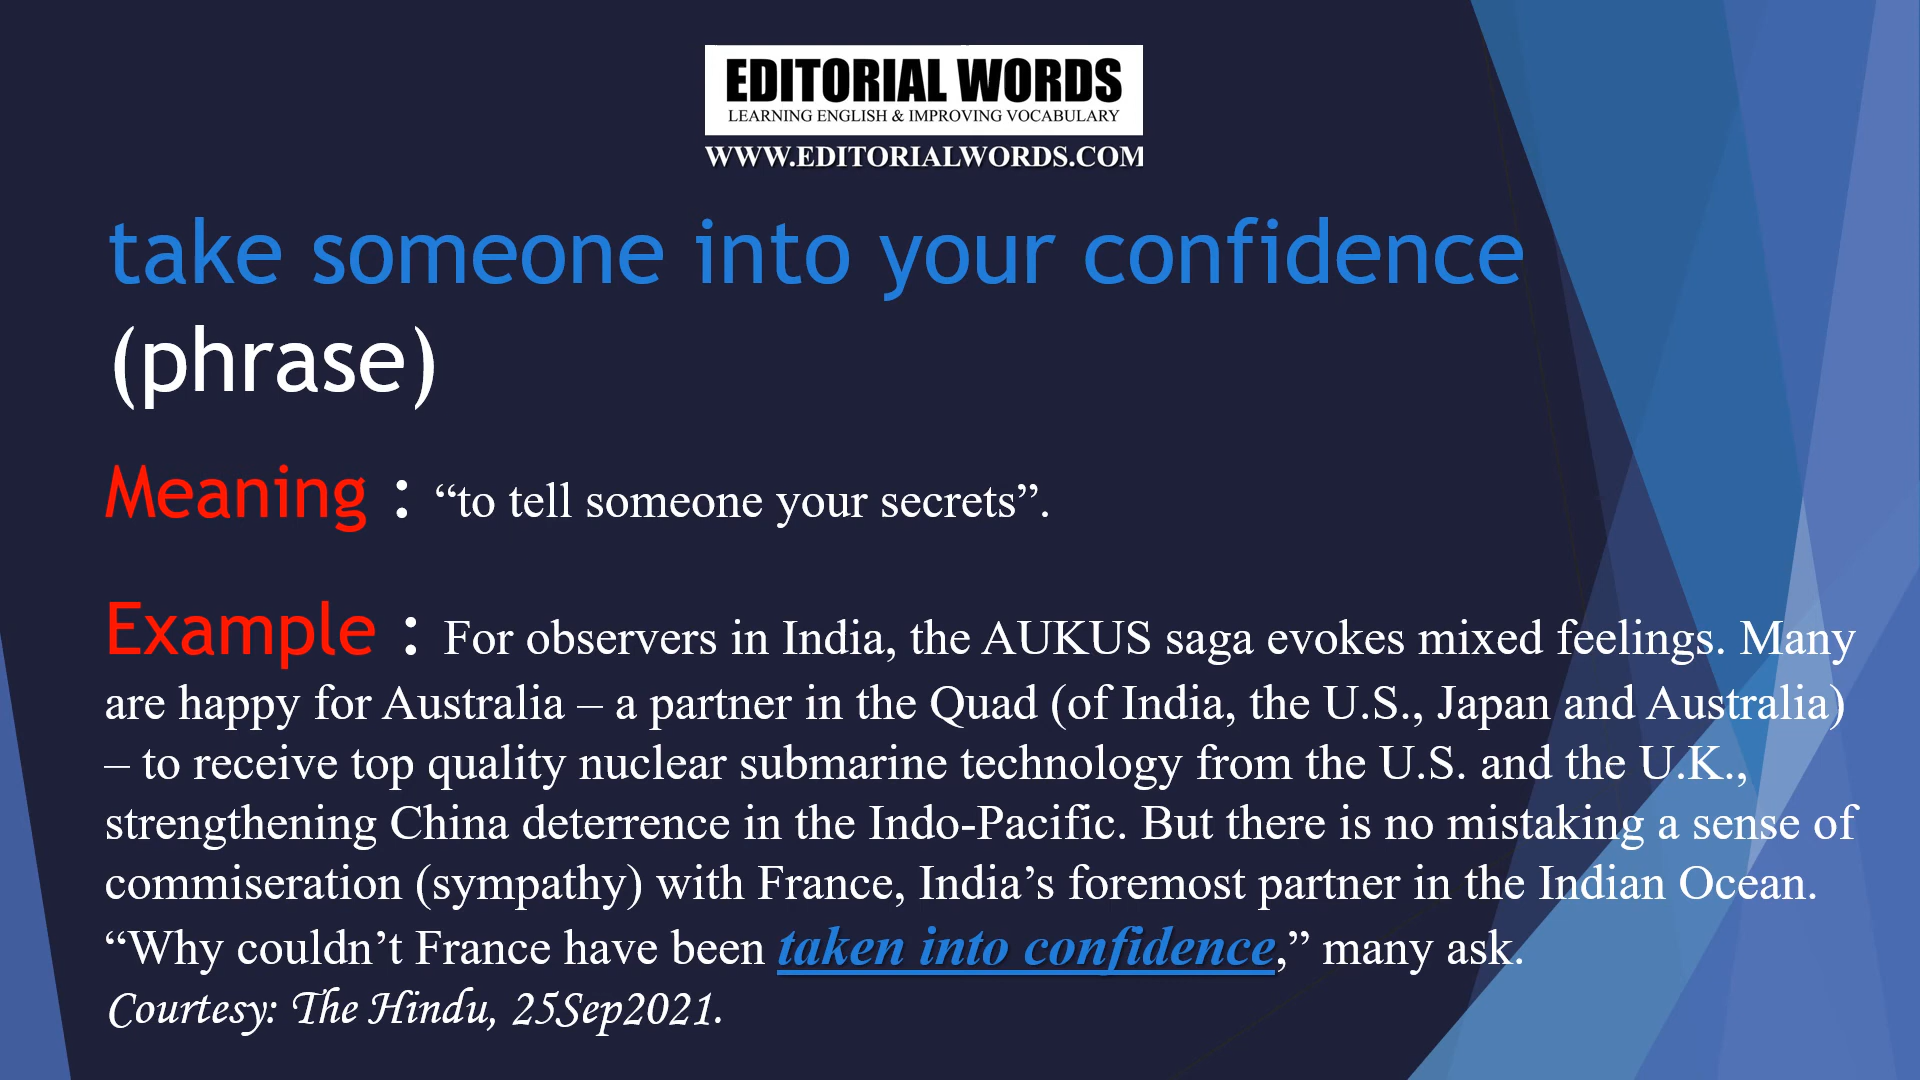 EDITORIAL WORDS
LEARNING ENGLISH & IMPROVING VOCABULARY
WWW.EDITORIALWORDS.COM
take someone into your confidence
(phrase)
Meaning : “to tell someone your secrets”.
Example : For observers in India, the AUKUS saga evokes mixed feelings. Many
are happy for Australia – a partner in the Quad (of India, the U.S., Japan and Australia)
– to receive top quality nuclear submarine technology from the U.S. and the U.K.,
strengthening China deterrence in the Indo-Pacific. But there is no mistaking a sense of
commiseration (sympathy) with France, India’s foremost partner in the Indian Ocean.
“Why couldn’t France have been taken into confidence,” many ask.
Courtesy: The Hindu, 25Sep2021.